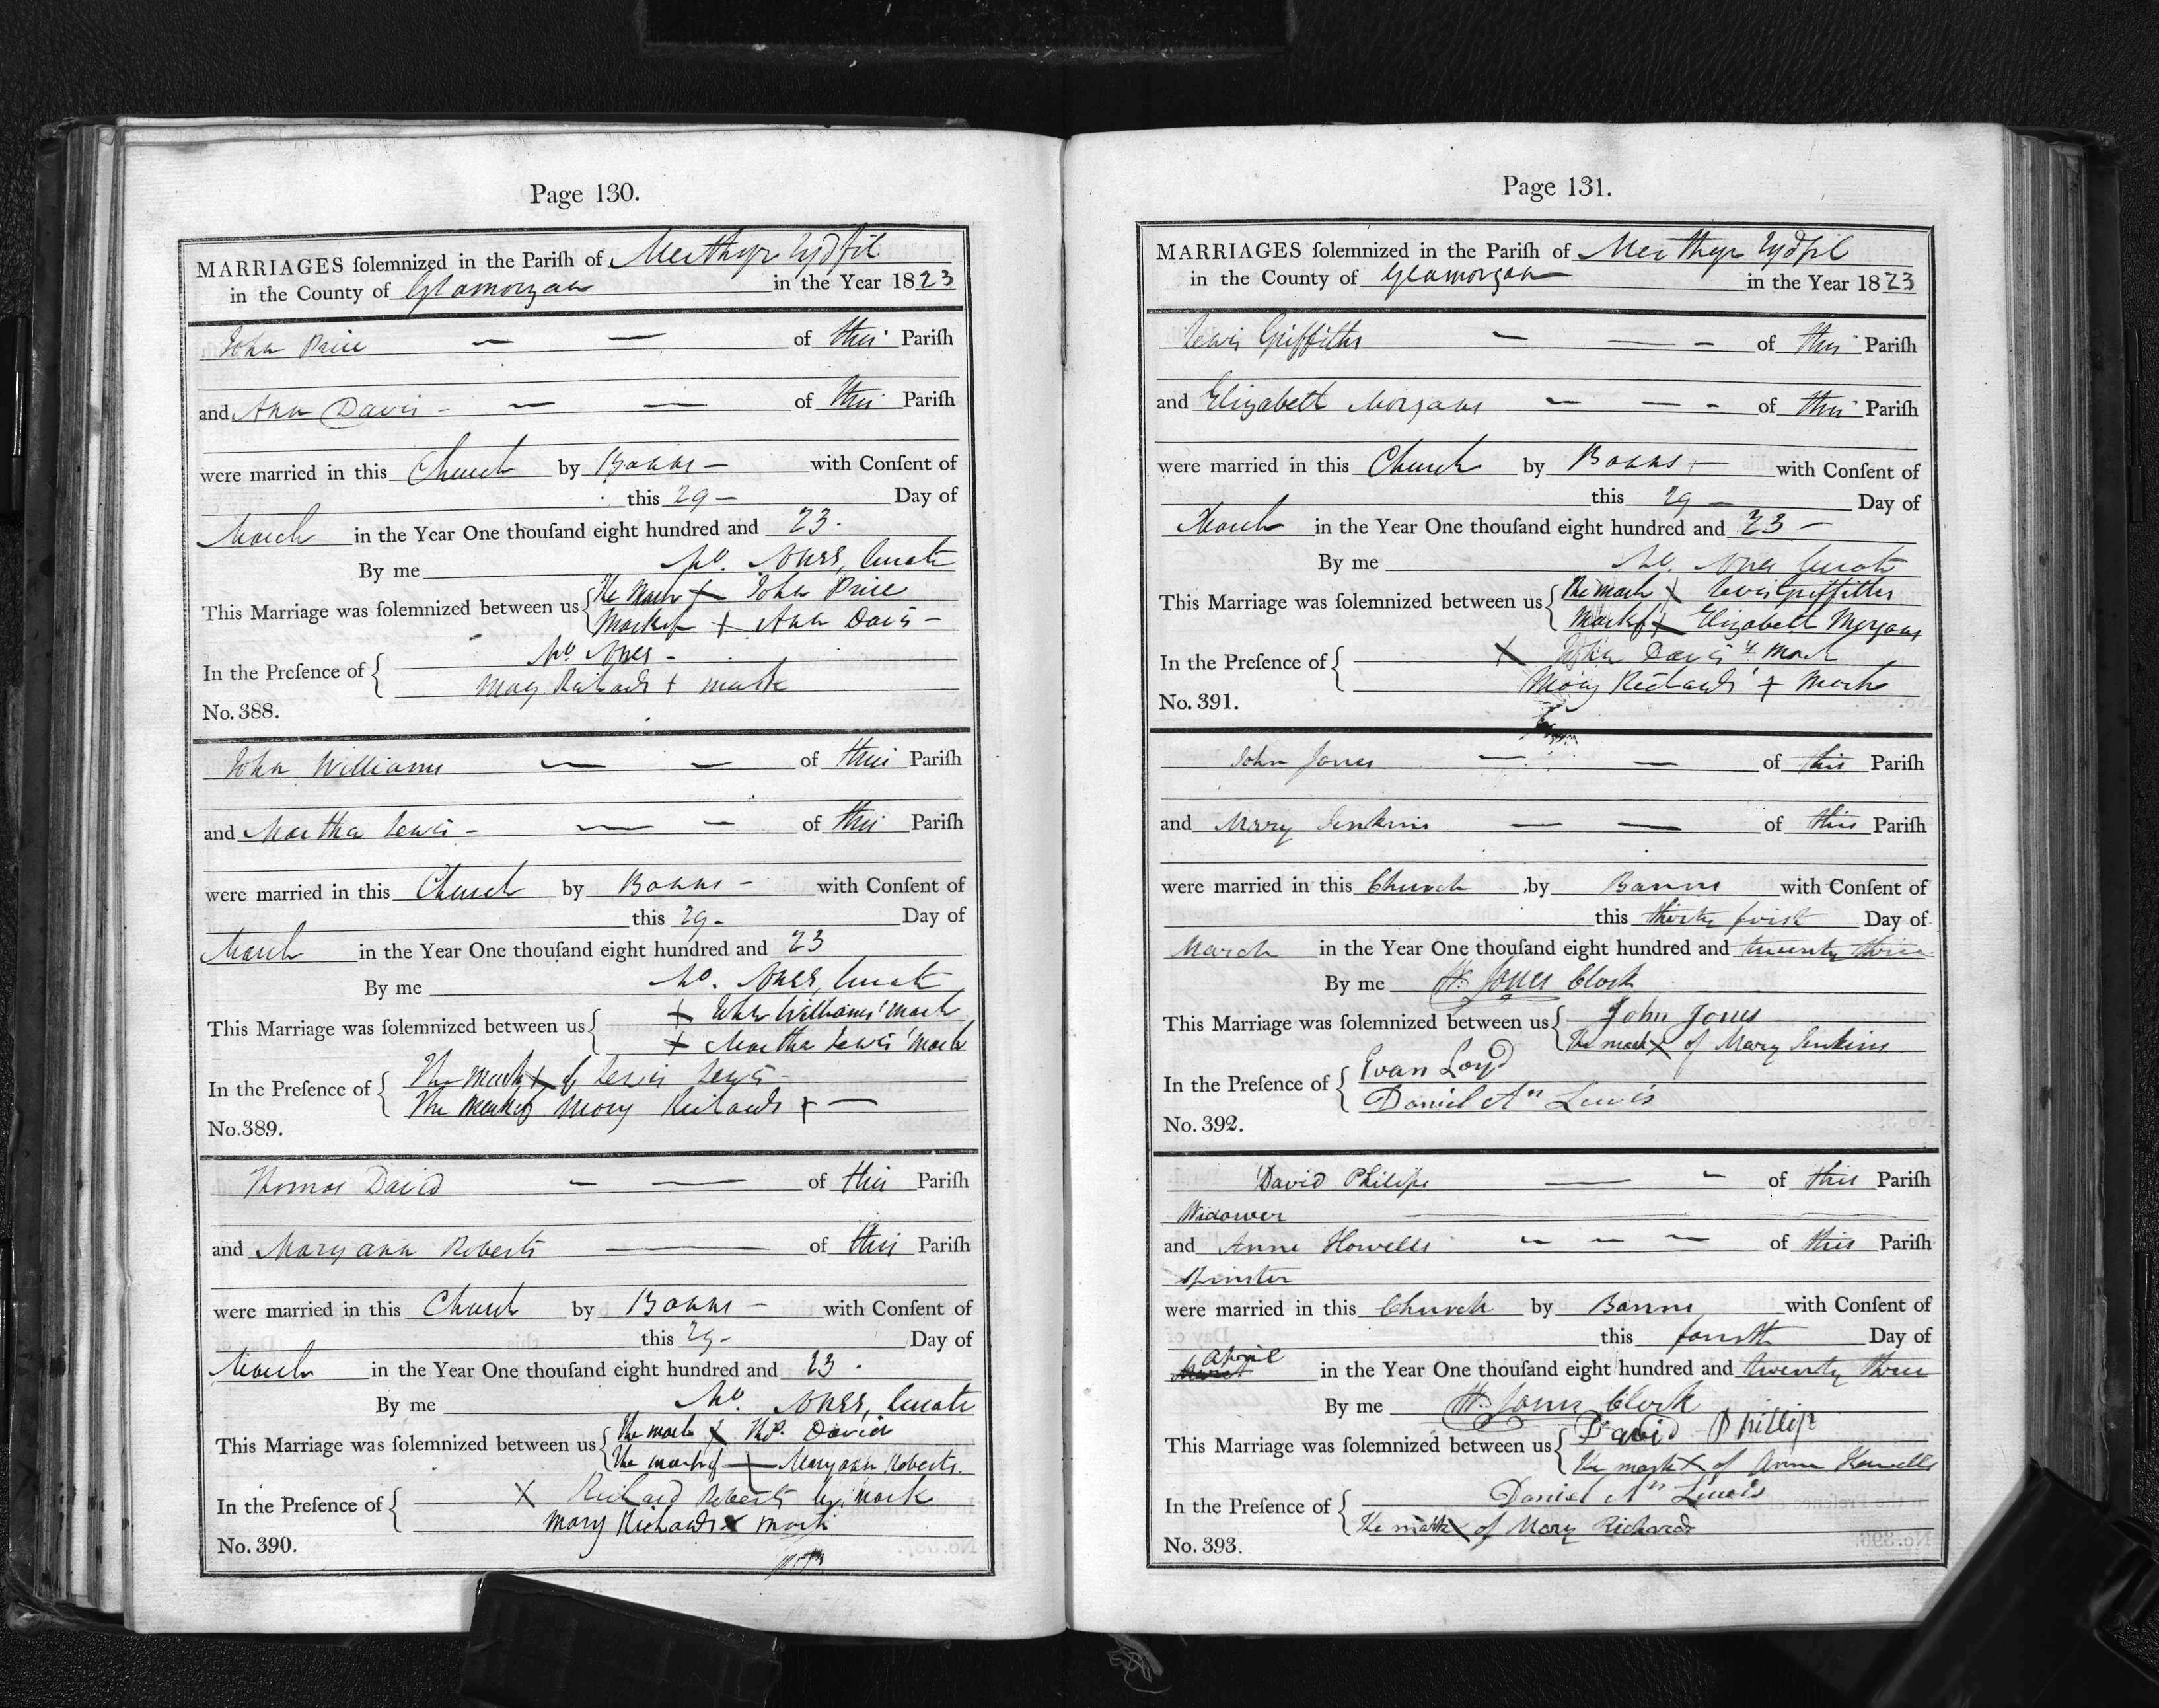 Page 130.
MARRIAGES ſolemnized in the Pariſh of Merthyr Tydfil
in the County of Glamorgan in the Year 1823
John Price — — of this Pariſh
and Ann Davis - — — of this Pariſh
were married in this Church by Banns — with Conſent of
this 29 — Day of
March in the Year One thouſand eight hundred and 23.
By me Wm. Jones, Curate
This Marriage was ſolemnized between us { The Mark + John Price
Mark of + Ann Davis —
In the Preſence of { Wm. Jones -
Mary Richards + mark
No. 388.
John Williams — — of this Pariſh
and Martha Lewis - — — of this Pariſh
were married in this Church by Banns - with Conſent of
this 29 - Day of
March in the Year One thouſand eight hundred and 23
By me Wm. Jones, Curate
This Marriage was ſolemnized between us { + John Williams' mark
+ Martha Lewis' mark
In the Preſence of { The mark + of Lewis Lewis -
The mark of Mary Richards + —
No. 389.
Thomas David — — of this Pariſh
and Maryann Roberts — of this Pariſh
were married in this Church by Banns — with Conſent of
this 29 - Day of
March in the Year One thouſand eight hundred and 23.
By me Wm. Jones, Curate
This Marriage was ſolemnized between us { The mark X Thos. David
The mark of + Maryann Roberts.
In the Preſence of { X Richard Roberts his mark
Mary Richards x mark
No. 390.
Page 131.
MARRIAGES ſolemnized in the Pariſh of Merthyr Tydfil
in the County of Glamorgan in the Year 1823
Lewis Griffiths — — - of this Pariſh
and Elizabeth Morgans — — - of this Pariſh
were married in this Church by Banns — with Conſent of
this 29 — Day of
March in the Year One thouſand eight hundred and 23 —
By me Wm. Jones Curate
This Marriage was ſolemnized between us { The mark X Lewis Griffiths
Mark of + Elizabeth Morgans
In the Preſence of { X John Davis's mark
Mary Richards' + Mark
No. 391.
John Jones — — of this Pariſh
and Mary Jenkins — — of this Pariſh
were married in this Church by Banns with Conſent of
this thirty first Day of
March in the Year One thouſand eight hundred and twenty three
By me H. Jones Clerk
This Marriage was ſolemnized between us { John Jones
The mark X of Mary Jenkins
In the Preſence of { Evan Loyd
Daniel An Lewis
No. 392.
David Philips — - of this Pariſh
Widower
and Anne Howells — — — of this Pariſh
Spinster
were married in this Church by Banns with Conſent of
this fourth Day of
April
March in the Year One thouſand eight hundred and twenty three
By me H. Jones Clerk
This Marriage was ſolemnized between us { David Phillip
The mark X of Anne Howells
In the Preſence of { Daniel An Lewis
The mark X of Mary Richards
No. 393.